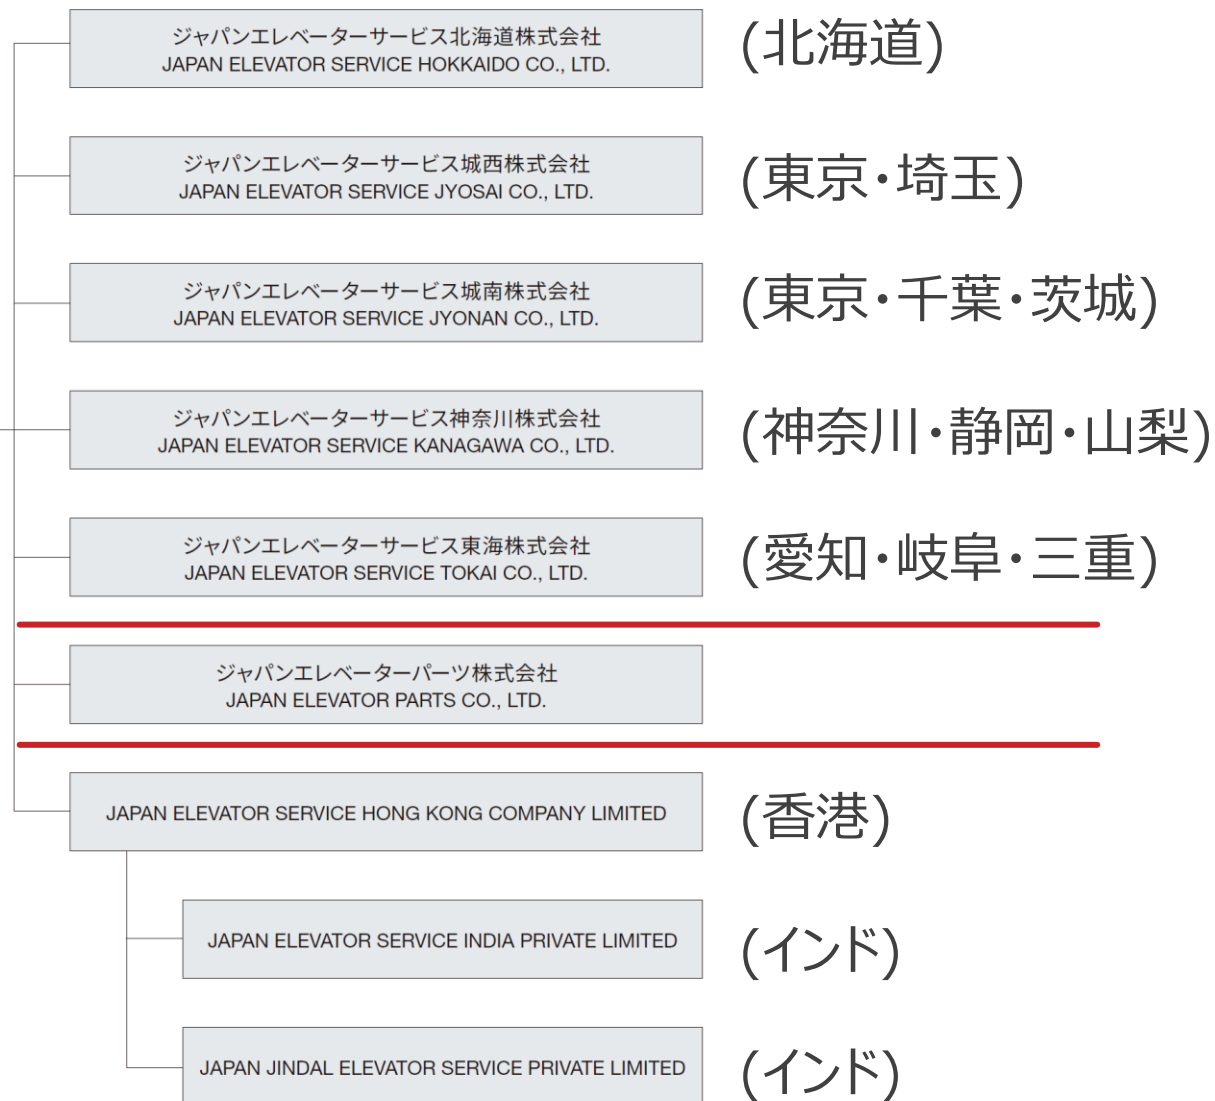 ジャパンエレベーターサービス北海道株式会社
JAPAN ELEVATOR SERVICE HOKKAIDO CO., LTD.
(北海道)
ジャパンエレベーターサービス城西株式会社
JAPAN ELEVATOR SERVICE JYOSAI CO., LTD.
(東京・埼玉)
ジャパンエレベーターサービス城南株式会社
JAPAN ELEVATOR SERVICE JYONAN CO., LTD.
(東京・千葉・茨城)
ジャパンエレベーターサービス神奈川株式会社
JAPAN ELEVATOR SERVICE KANAGAWA CO., LTD.
(神奈川・静岡・山梨)
ジャパンエレベーターサービス東海株式会社
JAPAN ELEVATOR SERVICE TOKAI CO., LTD.
(愛知・岐阜・三重)
ジャパンエレベーターパーツ株式会社
JAPAN ELEVATOR PARTS CO., LTD.
JAPAN ELEVATOR SERVICE HONG KONG COMPANY LIMITED
(香港)
JAPAN ELEVATOR SERVICE INDIA PRIVATE LIMITED
(インド)
JAPAN JINDAL ELEVATOR SERVICE PRIVATE LIMITED
(インド)